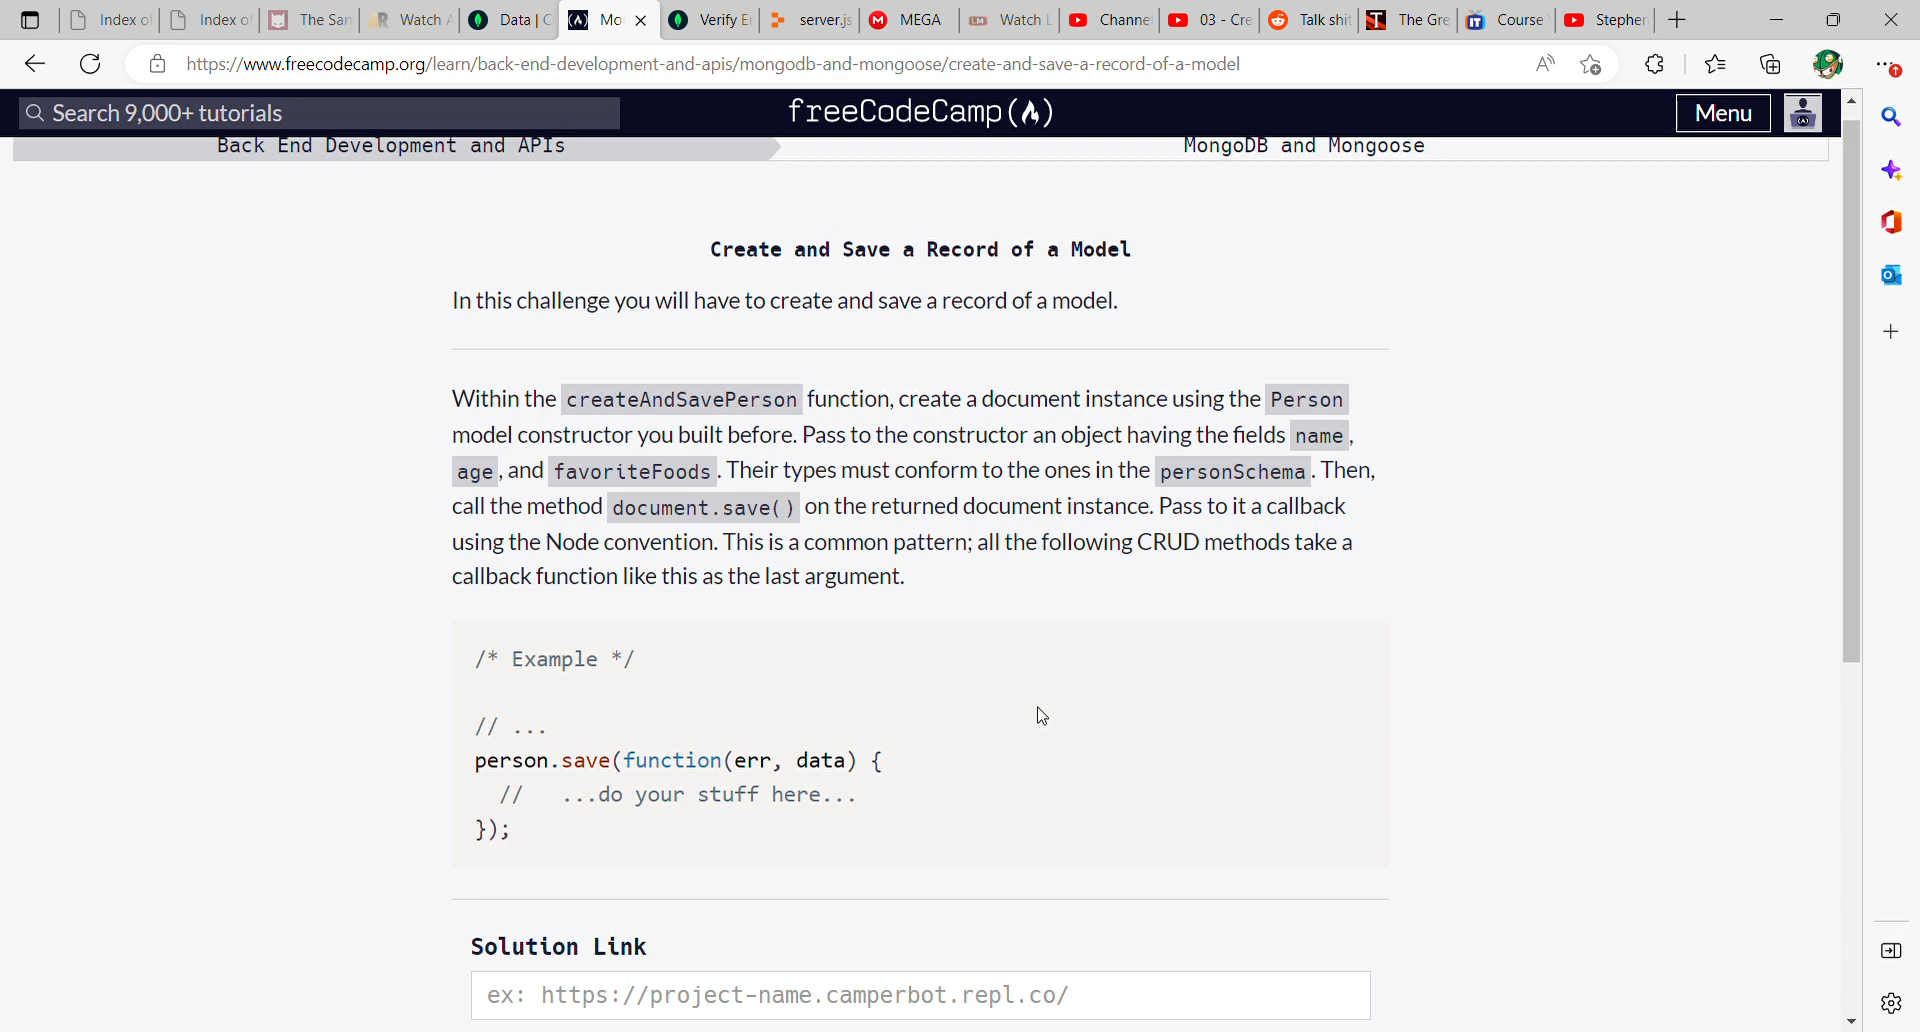 Index of
Index of
The San
Watch A
Data | C
Mo
Verify E
server.js
MEGA
Watch L
Channel
03 - Cre
Talk shit
The Gre
Course
Stephen
https://www.freecodecamp.org/learn/back-end-development-and-apis/mongodb-and-mongoose/create-and-save-a-record-of-a-model
Search 9,000+ tutorials
freeCodeCamp
Menu
Back End Development and APIs
MongoDB and Mongoose
Create and Save a Record of a Model
In this challenge you will have to create and save a record of a model.
Within the createAndSavePerson function, create a document instance using the Person
model constructor you built before. Pass to the constructor an object having the fields name,
age, and favoriteFoods. Their types must conform to the ones in the personSchema. Then,
call the method document.save() on the returned document instance. Pass to it a callback
using the Node convention. This is a common pattern; all the following CRUD methods take a
callback function like this as the last argument.
/* Example */
// ...
person.save(function(err, data) {
//   ...do your stuff here...
});
Solution Link
ex: https://project-name.camperbot.repl.co/